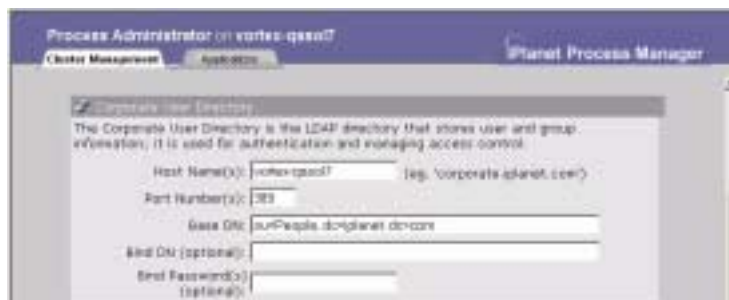 Process Administrator on vortex-qasol7
iPlanet Process Manager
Cluster Management Applications
Corporate User Directory
The Corporate User Directory is the LDAP directory that stores user and group
information; it is used for authentication and managing access control.
Host Name(s): vortex-qasol7 (eg. 'corporate.iplanet.com')
Port Number(s): 389
Base DN: ou=People, dc=iplanet dc=com
Bind DN (optional):
Bind Password(s)
(optional):